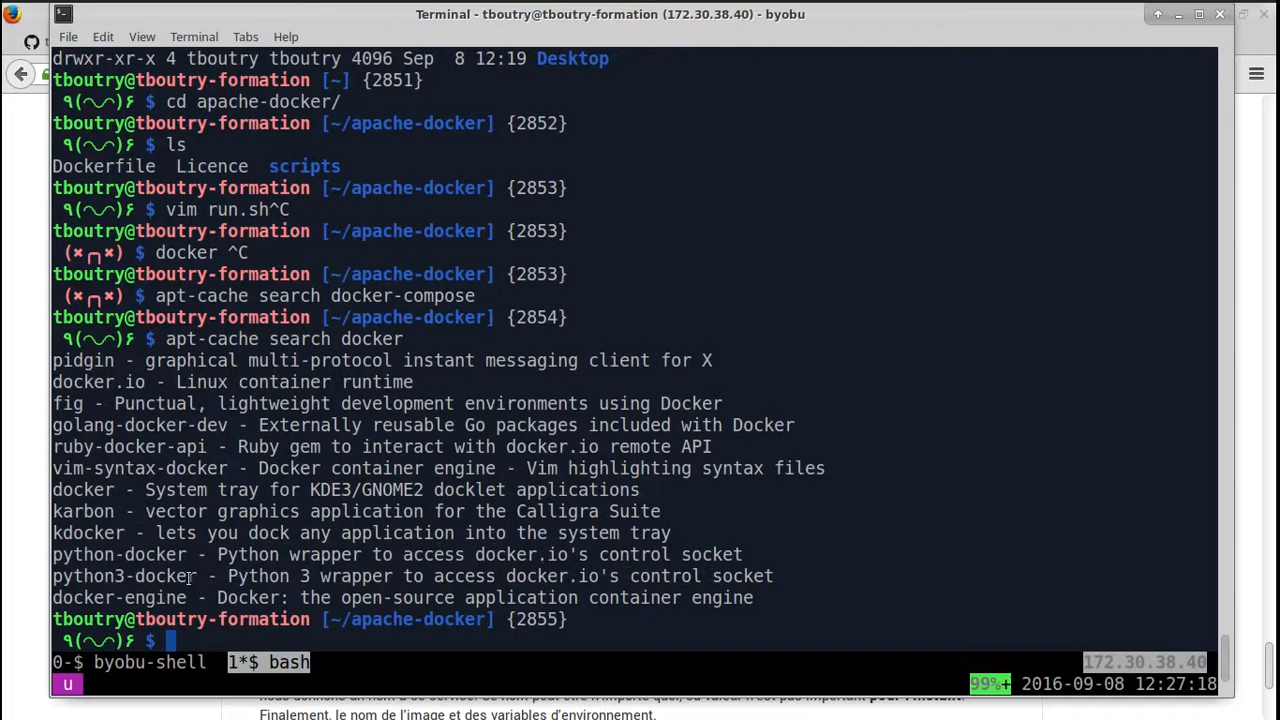 Terminal - tboutry@tboutry-formation (172.30.38.40) - byobu
File Edit View Terminal Tabs Help
drwxr-xr-x 4 tboutry tboutry 4096 Sep  8 12:19 Desktop
tboutry@tboutry-formation [~] {2851}
٩(◡◡)۶ $ cd apache-docker/
tboutry@tboutry-formation [~/apache-docker] {2852}
٩(◡◡)۶ $ ls
Dockerfile  Licence  scripts
tboutry@tboutry-formation [~/apache-docker] {2853}
٩(◡◡)۶ $ vim run.sh^C
tboutry@tboutry-formation [~/apache-docker] {2853}
(✖╭╮✖) $ docker ^C
tboutry@tboutry-formation [~/apache-docker] {2853}
(✖╭╮✖) $ apt-cache search docker-compose
tboutry@tboutry-formation [~/apache-docker] {2854}
٩(◡◡)۶ $ apt-cache search docker
pidgin - graphical multi-protocol instant messaging client for X
docker.io - Linux container runtime
fig - Punctual, lightweight development environments using Docker
golang-docker-dev - Externally reusable Go packages included with Docker
ruby-docker-api - Ruby gem to interact with docker.io remote API
vim-syntax-docker - Docker container engine - Vim highlighting syntax files
docker - System tray for KDE3/GNOME2 docklet applications
karbon - vector graphics application for the Calligra Suite
kdocker - lets you dock any application into the system tray
python-docker - Python wrapper to access docker.io's control socket
python3-docker - Python 3 wrapper to access docker.io's control socket
docker-engine - Docker: the open-source application container engine
tboutry@tboutry-formation [~/apache-docker] {2855}
٩(◡◡)۶ $
0-$ byobu-shell  1*$ bash 172.30.38.40
u 99%+ 2016-09-08 12:27:18
Finalement, le nom de l'image et des variables d'environnement.